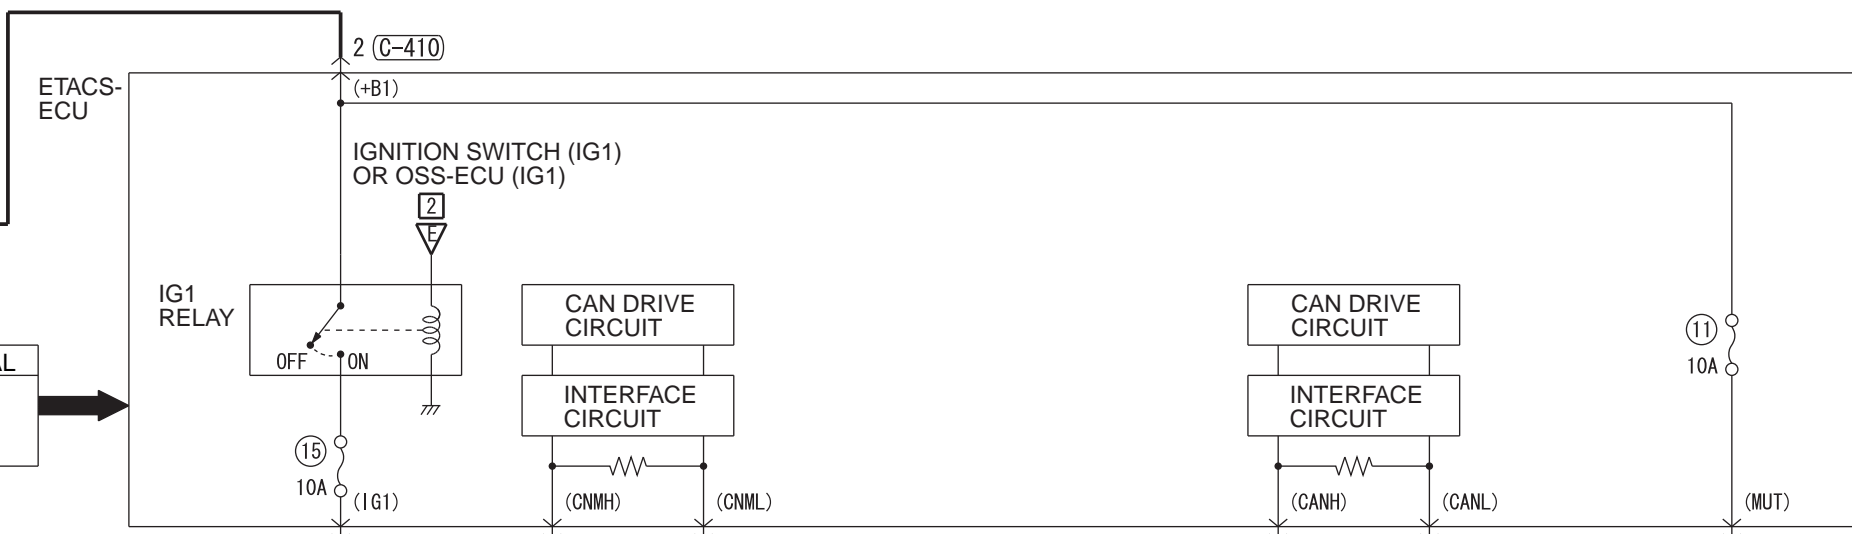 2 (C-410)
ETACS-
ECU
(+B1)
IGNITION SWITCH (IG1)
OR OSS-ECU (IG1)
2
E
IG1
RELAY
OFF
ON
CAN DRIVE
CIRCUIT
INTERFACE
CIRCUIT
CAN DRIVE
CIRCUIT
INTERFACE
CIRCUIT
11
10A
15
10A
(IG1)
(CNMH)
(CNML)
(CANH)
(CANL)
(MUT)